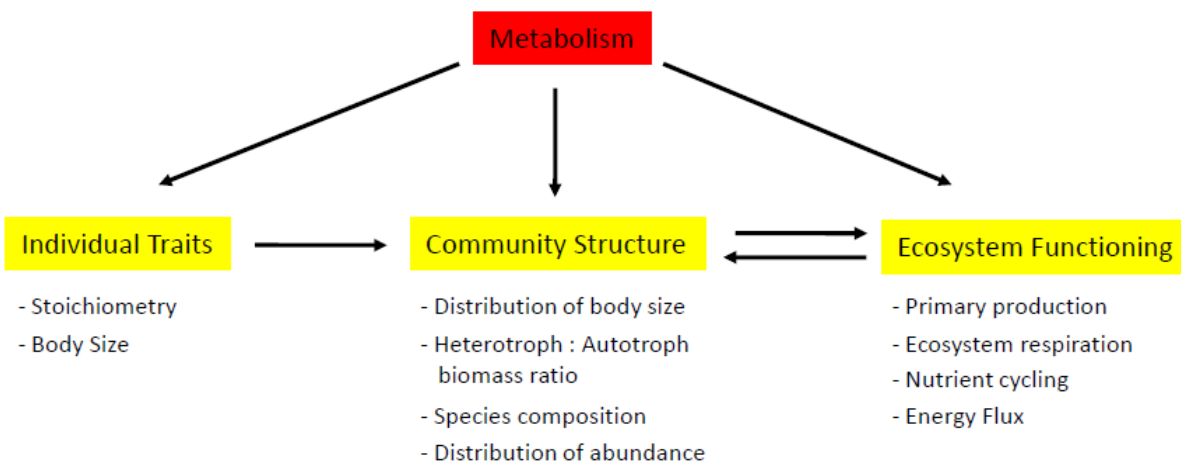 Metabolism
Individual Traits
- Stoichiometry
- Body Size
Community Structure
- Distribution of body size
- Heterotroph : Autotroph
biomass ratio
- Species composition
- Distribution of abundance
Ecosystem Functioning
- Primary production
- Ecosystem respiration
- Nutrient cycling
- Energy Flux